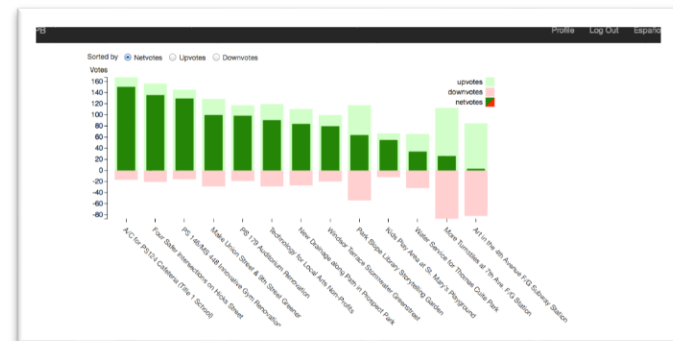 PB
Profile Log Out Español
Sorted by Netvotes Upvotes Downvotes
Votes
160
140
120
100
80
60
40
20
0
-20
-40
-60
-80
upvotes
downvotes
netvotes
A/C for PS124 Cafeteria (Title 1 School)
Four Safer Intersections on Hicks Street
PS 146/MS 448 Innovative Gym Renovation
Make Union Street & 9th Street Greener
PS 179 Auditorium Renovation
Technology for Local Arts Non-Profits
New Drainage along Path in Prospect Park
Windsor Terrace Stormwater Greenstreet
Park Slope Library Storytelling Garden
Kids Play Area at St. Mary's Playground
Water Service for Thomas Cuite Park
More Turnstiles at 7th Ave. F/G Station
Art in the 4th Avenue F/G Subway Station